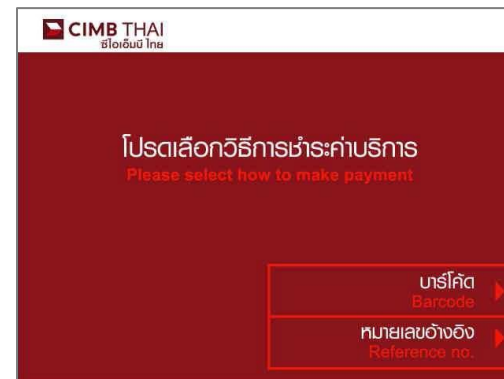 CIMB THAI
ซีไอเอ็มบี ไทย
โปรดเลือกวิธีการชำระค่าบริการ
Please select how to make payment
บาร์โค้ด
Barcode
หมายเลขอ้างอิง
Reference no.